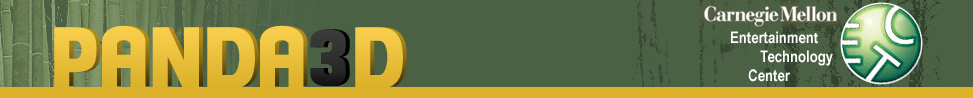 PANDA3D
Carnegie Mellon
Entertainment
Technology
Center
ETC